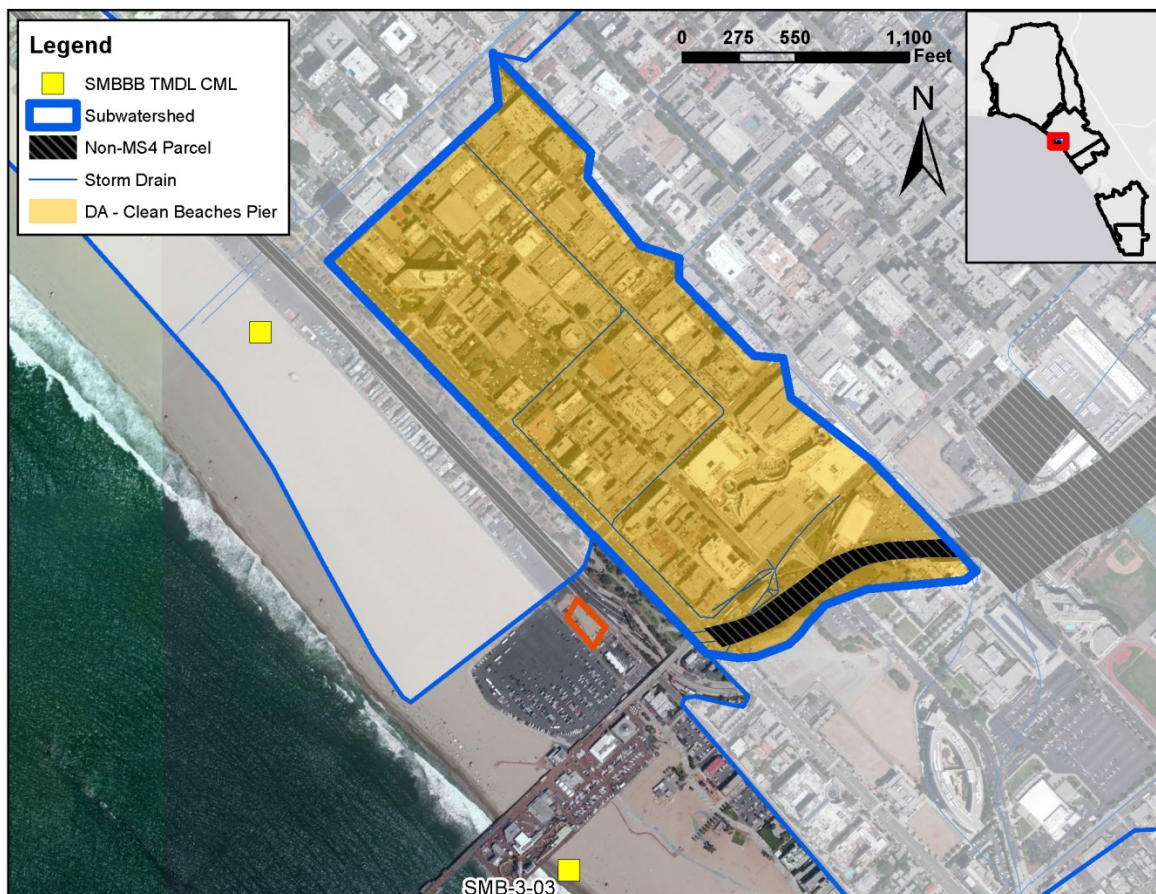 Legend
SMBBB TMDL CML
Subwatershed
Non-MS4 Parcel
Storm Drain
DA - Clean Beaches Pier
0 275 550 1,100
Feet
N
SMB-3-03